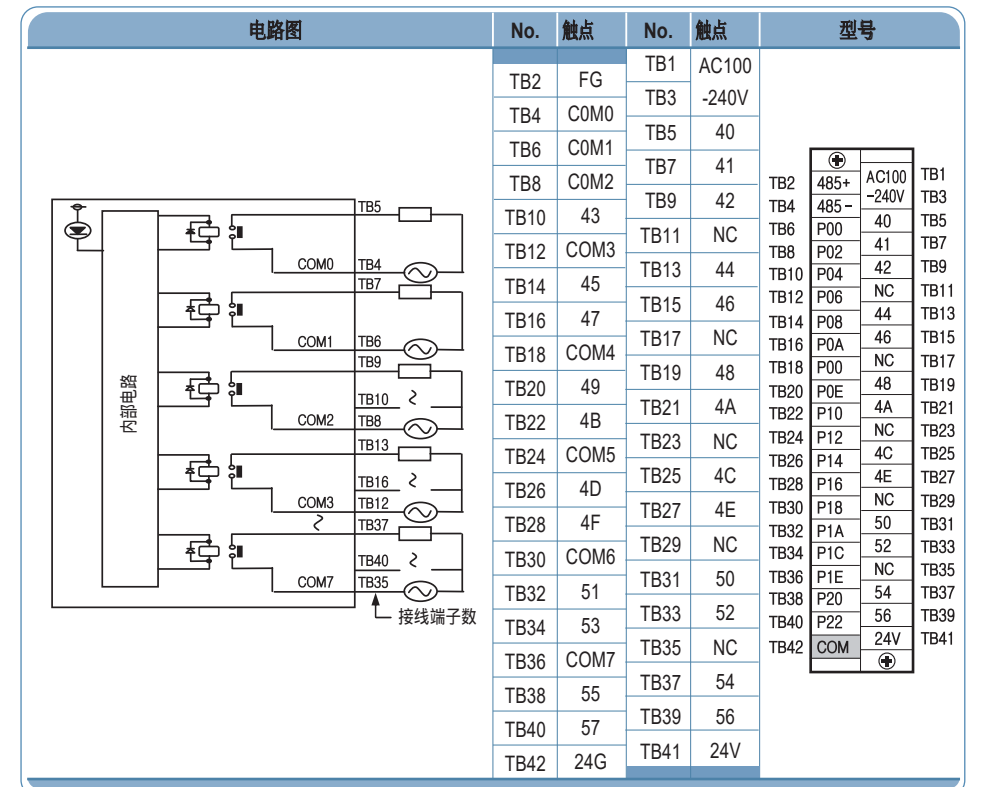 电路图 No. 触点 No. 触点 型号
TB5
COM0 TB4
TB7
COM1 TB6
TB9
TB10
COM2 TB8
TB13
TB16
COM3 TB12
TB37
TB40
COM7 TB35
内部电路
接线端子数
TB2 FG
TB4 C0M0
TB6 C0M1
TB8 C0M2
TB10 43
TB12 COM3
TB14 45
TB16 47
TB18 COM4
TB20 49
TB22 4B
TB24 COM5
TB26 4D
TB28 4F
TB30 COM6
TB32 51
TB34 53
TB36 COM7
TB38 55
TB40 57
TB42 24G
TB1 AC100
TB3 -240V
TB5 40
TB7 41
TB9 42
TB11 NC
TB13 44
TB15 46
TB17 NC
TB19 48
TB21 4A
TB23 NC
TB25 4C
TB27 4E
TB29 NC
TB31 50
TB33 52
TB35 NC
TB37 54
TB39 56
TB41 24V
TB2 485+
TB4 485-
TB6 P00
TB8 P02
TB10 P04
TB12 P06
TB14 P08
TB16 P0A
TB18 P00
TB20 P0E
TB22 P10
TB24 P12
TB26 P14
TB28 P16
TB30 P18
TB32 P1A
TB34 P1C
TB36 P1E
TB38 P20
TB40 P22
TB42 COM
AC100 TB1
-240V TB3
40 TB5
41 TB7
42 TB9
NC TB11
44 TB13
46 TB15
NC TB17
48 TB19
4A TB21
NC TB23
4C TB25
4E TB27
NC TB29
50 TB31
52 TB33
NC TB35
54 TB37
56 TB39
24V TB41